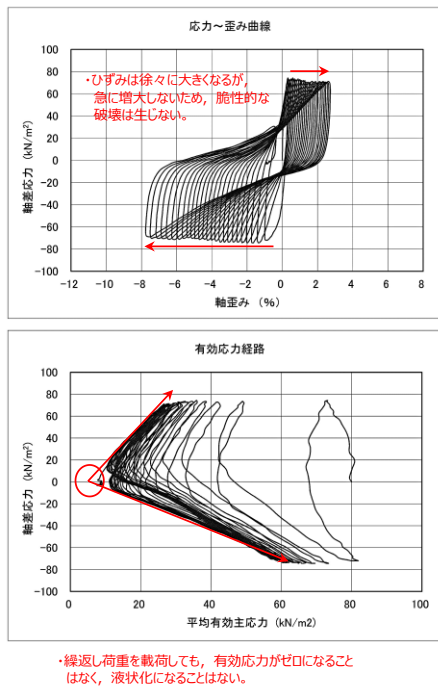 応力～歪み曲線
・ひずみは徐々に大きくなるが，
急に増大しないため，脆性的な
破壊は生じない。
軸差応力（kN/m²）
100
80
60
40
20
0
-20
-40
-60
-80
-100
-12 -10 -8 -6 -4 -2 0 2 4 6 8
軸歪み （%）
有効応力経路
軸差応力（kN/m²）
100
80
60
40
20
0
-20
-40
-60
-80
-100
0 20 40 60 80 100
平均有効主応力（kN/m2）
・繰返し荷重を載荷しても，有効応力がゼロになること
はなく，液状化になることはない。